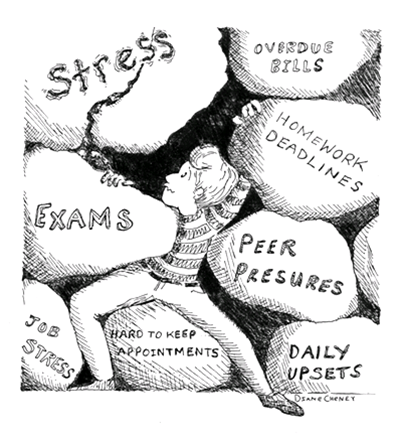 Stress
OVERDUE
BILLS
HOMEWORK
DEADLINES
EXAMS
PEER
PRESURES
JOB
STRESS
HARD TO KEEP
APPOINTMENTS
DAILY
UPSETS
DIANE CHENEY